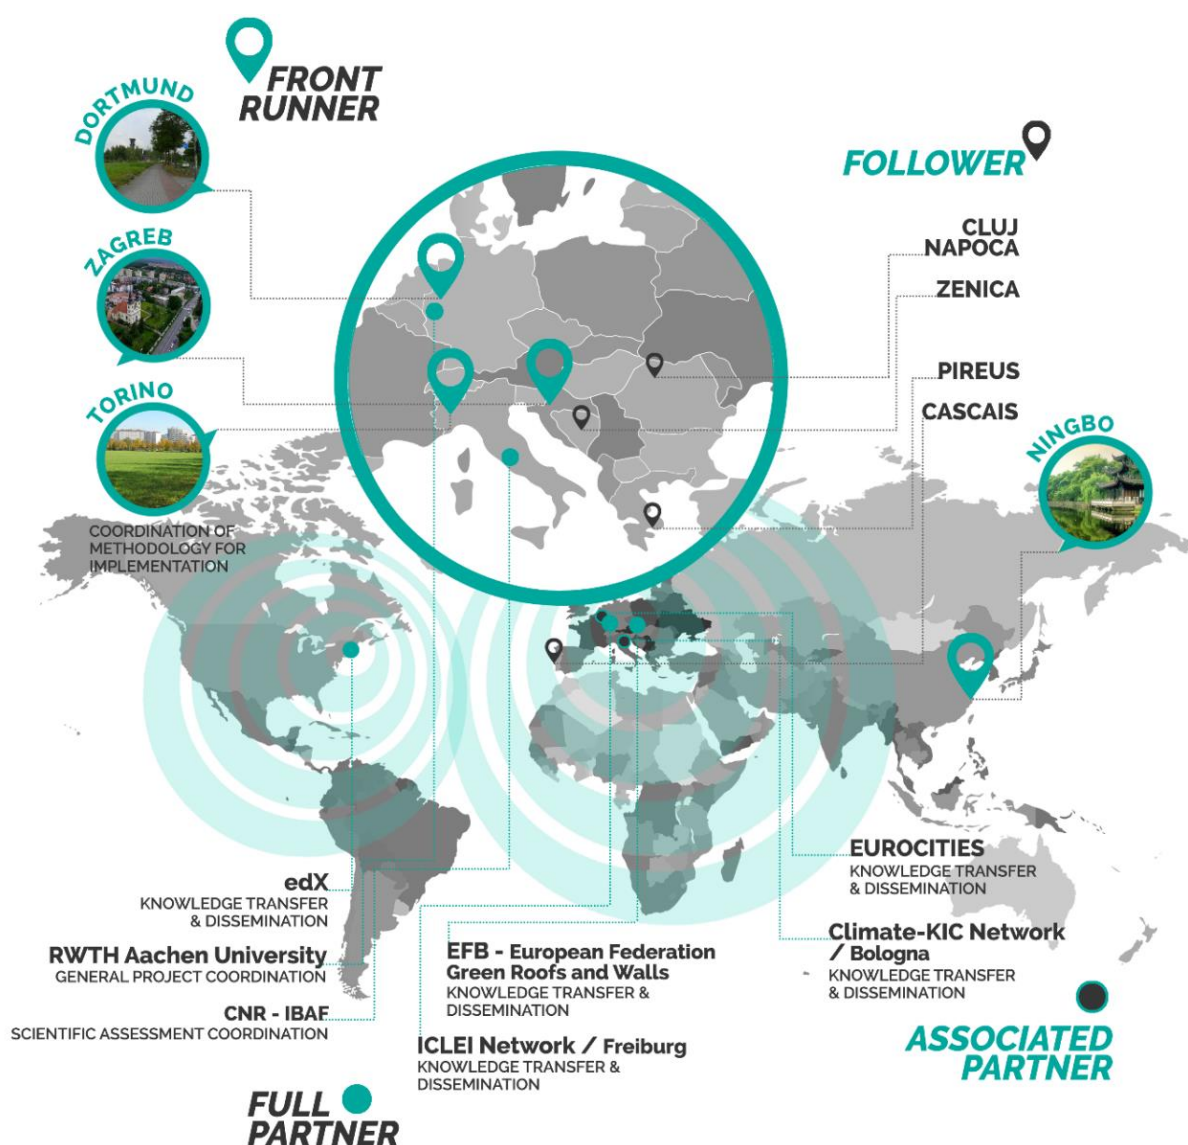 FRONT
RUNNER
DORTMUND
FOLLOWER
CLUJ
NAPOCA
ZAGREB
ZENICA
PIREUS
TORINO
CASCAIS
NINGBO
COORDINATION OF
METHODOLOGY FOR
IMPLEMENTATION
edX
KNOWLEDGE TRANSFER
& DISSEMINATION
RWTH Aachen University
GENERAL PROJECT COORDINATION
CNR - IBAF
SCIENTIFIC ASSESSMENT COORDINATION
EFB - European Federation
Green Roofs and Walls
KNOWLEDGE TRANSFER &
DISSEMINATION
ICLEI Network / Freiburg
KNOWLEDGE TRANSFER &
DISSEMINATION
EUROCITIES
KNOWLEDGE TRANSFER
& DISSEMINATION
Climate-KIC Network
/ Bologna
KNOWLEDGE TRANSFER
& DISSEMINATION
ASSOCIATED
PARTNER
FULL
PARTNER